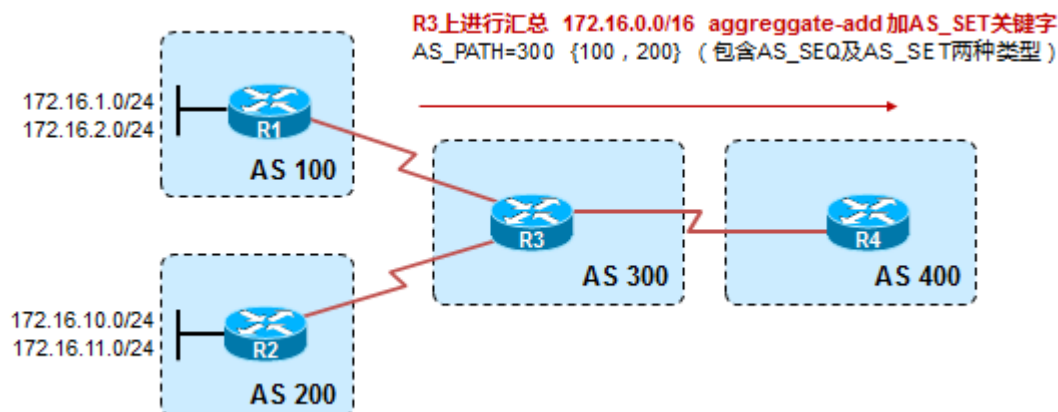 R3上进行汇总 172.16.0.0/16 aggreggate-add 加AS_SET关键字
AS_PATH=300 {100，200} （包含AS_SEQ及AS_SET两种类型）
172.16.1.0/24
172.16.2.0/24
R1
AS 100
R3
AS 300
R4
AS 400
172.16.10.0/24
172.16.11.0/24
R2
AS 200